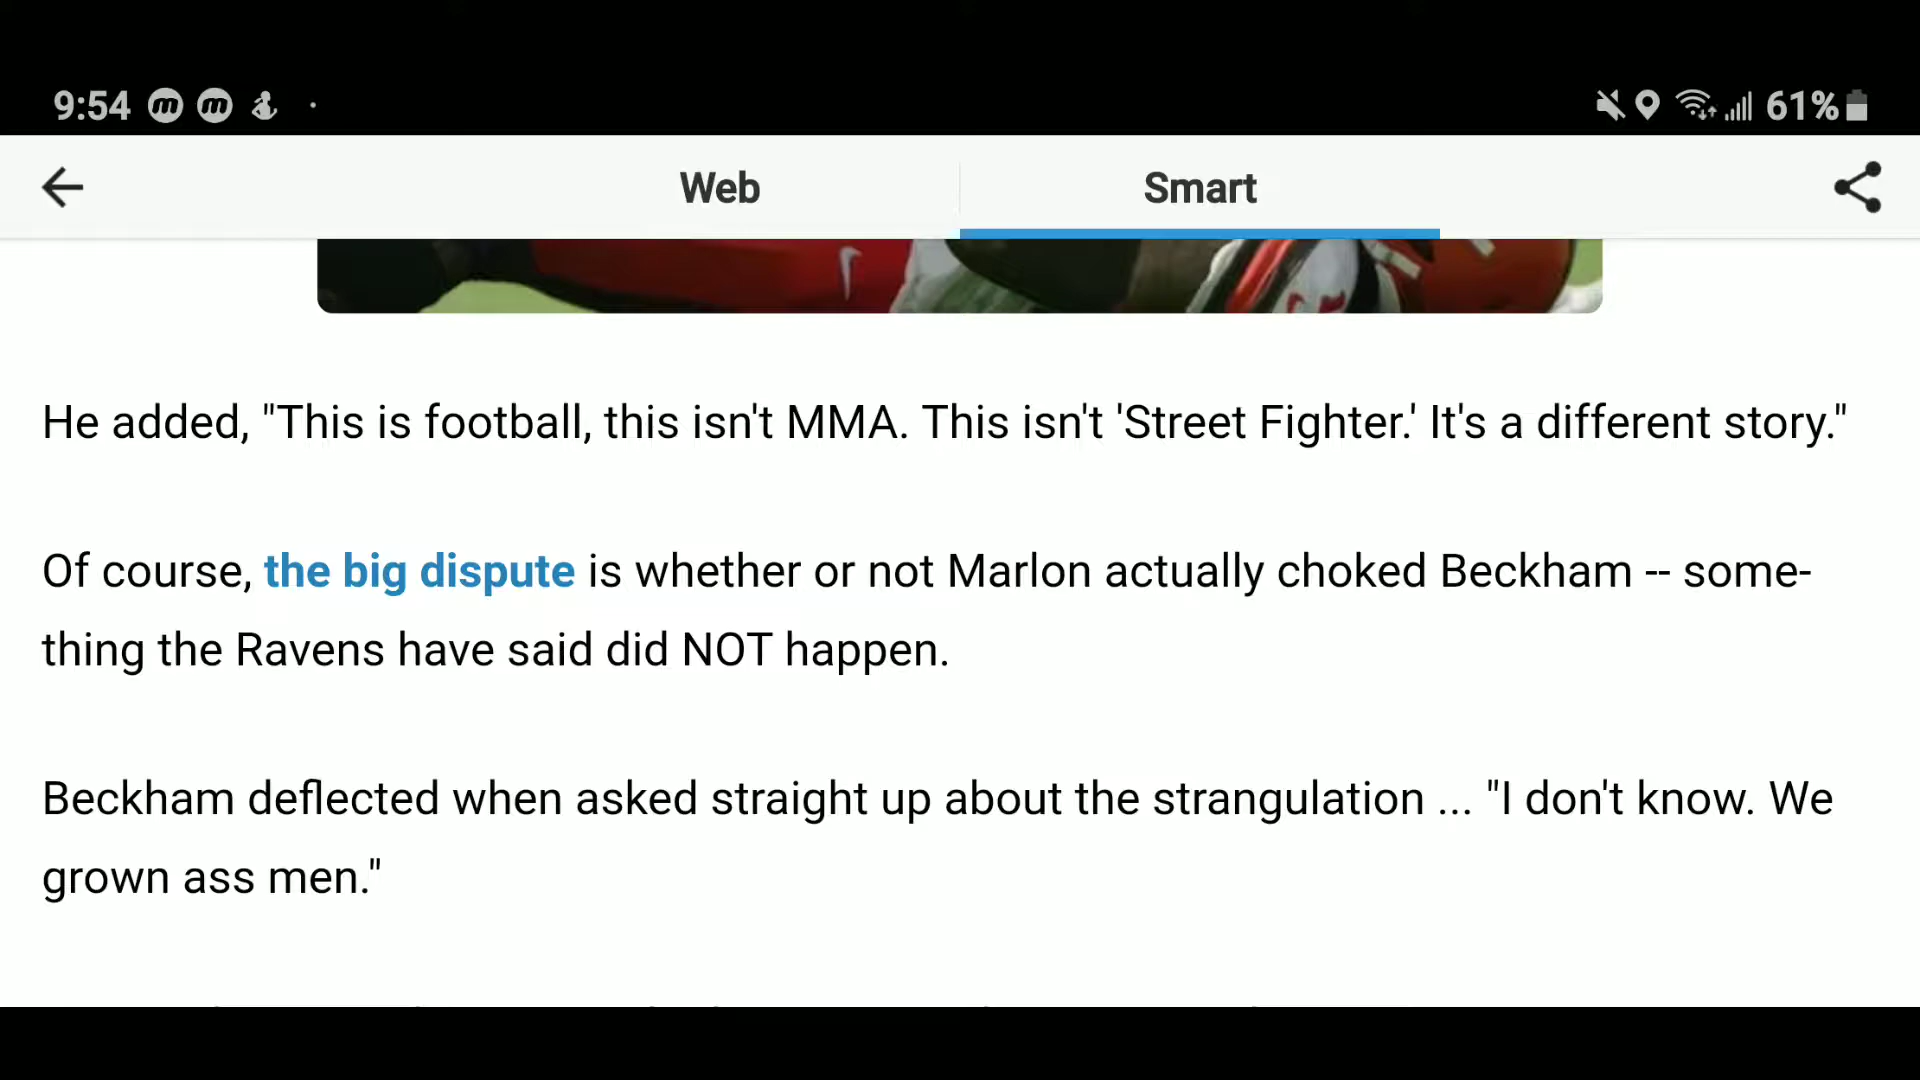 9:54
61%
Web
Smart
He added, "This is football, this isn't MMA. This isn't 'Street Fighter.' It's a different story."
Of course, the big dispute is whether or not Marlon actually choked Beckham -- some-
thing the Ravens have said did NOT happen.
Beckham deflected when asked straight up about the strangulation ... "I don't know. We
grown ass men."